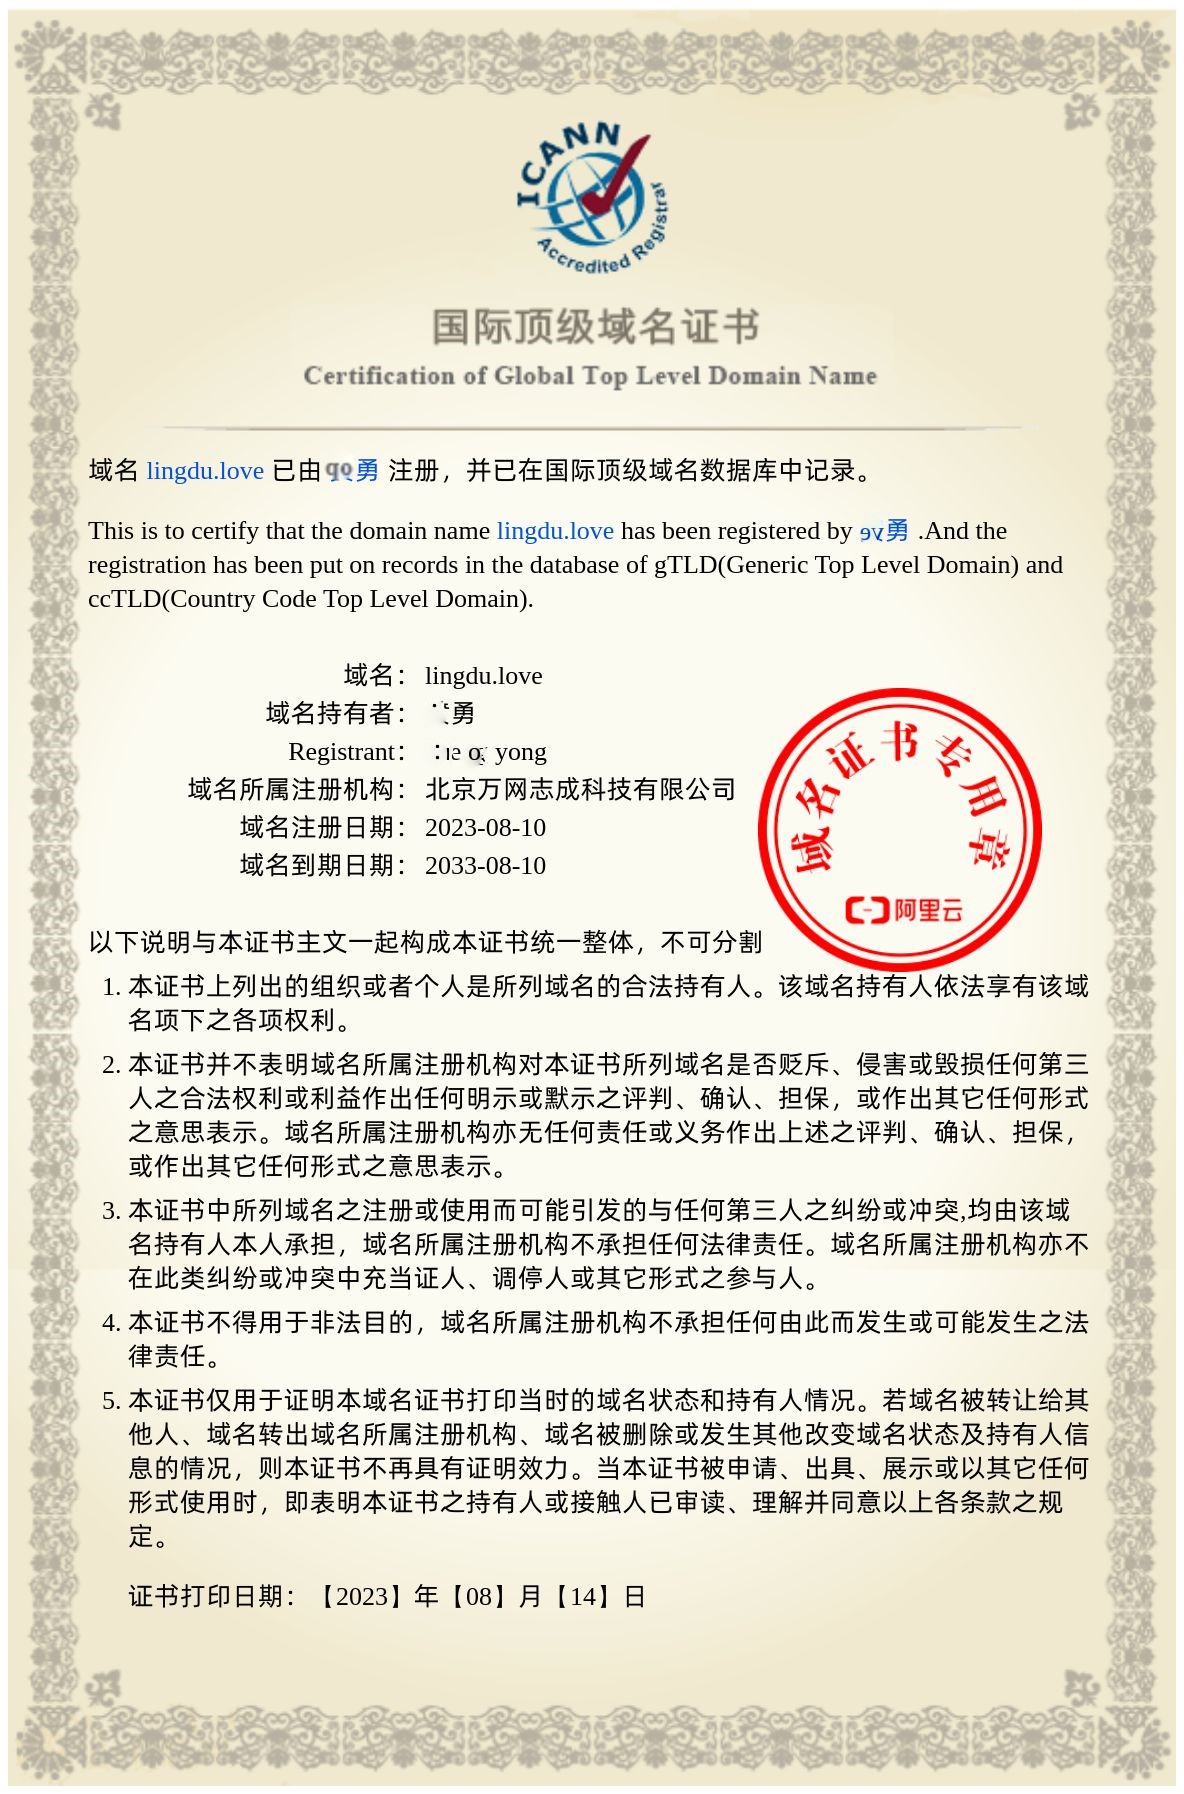 ICANN
Accredited Registrar
国际顶级域名证书
Certification of Global Top Level Domain Name
域名 lingdu.love 已由 勇 注册，并已在国际顶级域名数据库中记录。
This is to certify that the domain name lingdu.love has been registered by 勇 .And the
registration has been put on records in the database of gTLD(Generic Top Level Domain) and
ccTLD(Country Code Top Level Domain).
域名： lingdu.love
域名持有者： 勇
Registrant： yong
域名所属注册机构： 北京万网志成科技有限公司
域名注册日期： 2023-08-10
域名到期日期： 2033-08-10
域名证书专用章
阿里云
以下说明与本证书主文一起构成本证书统一整体，不可分割
1. 本证书上列出的组织或者个人是所列域名的合法持有人。该域名持有人依法享有该域
名项下之各项权利。
2. 本证书并不表明域名所属注册机构对本证书所列域名是否贬斥、侵害或毁损任何第三
人之合法权利或利益作出任何明示或默示之评判、确认、担保，或作出其它任何形式
之意思表示。域名所属注册机构亦无任何责任或义务作出上述之评判、确认、担保，
或作出其它任何形式之意思表示。
3. 本证书中所列域名之注册或使用而可能引发的与任何第三人之纠纷或冲突,均由该域
名持有人本人承担，域名所属注册机构不承担任何法律责任。域名所属注册机构亦不
在此类纠纷或冲突中充当证人、调停人或其它形式之参与人。
4. 本证书不得用于非法目的，域名所属注册机构不承担任何由此而发生或可能发生之法
律责任。
5. 本证书仅用于证明本域名证书打印当时的域名状态和持有人情况。若域名被转让给其
他人、域名转出域名所属注册机构、域名被删除或发生其他改变域名状态及持有人信
息的情况，则本证书不再具有证明效力。当本证书被申请、出具、展示或以其它任何
形式使用时，即表明本证书之持有人或接触人已审读、理解并同意以上各条款之规
定。
证书打印日期：【2023】年【08】月【14】日